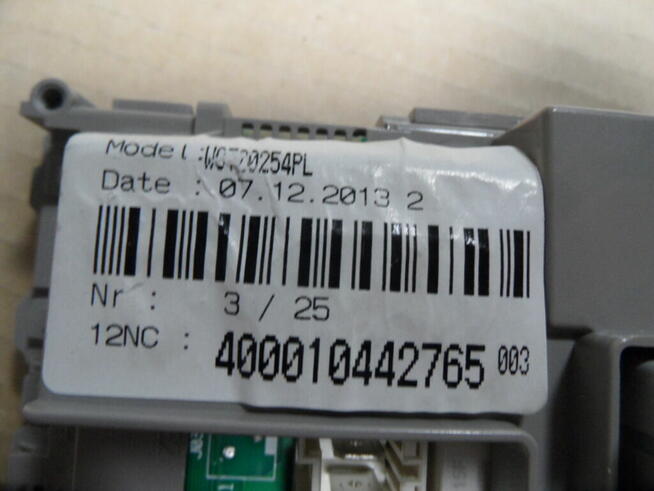 Model :
Date : 07.12.2013 2
Nr : 3 / 25
12NC : 400010442765 003